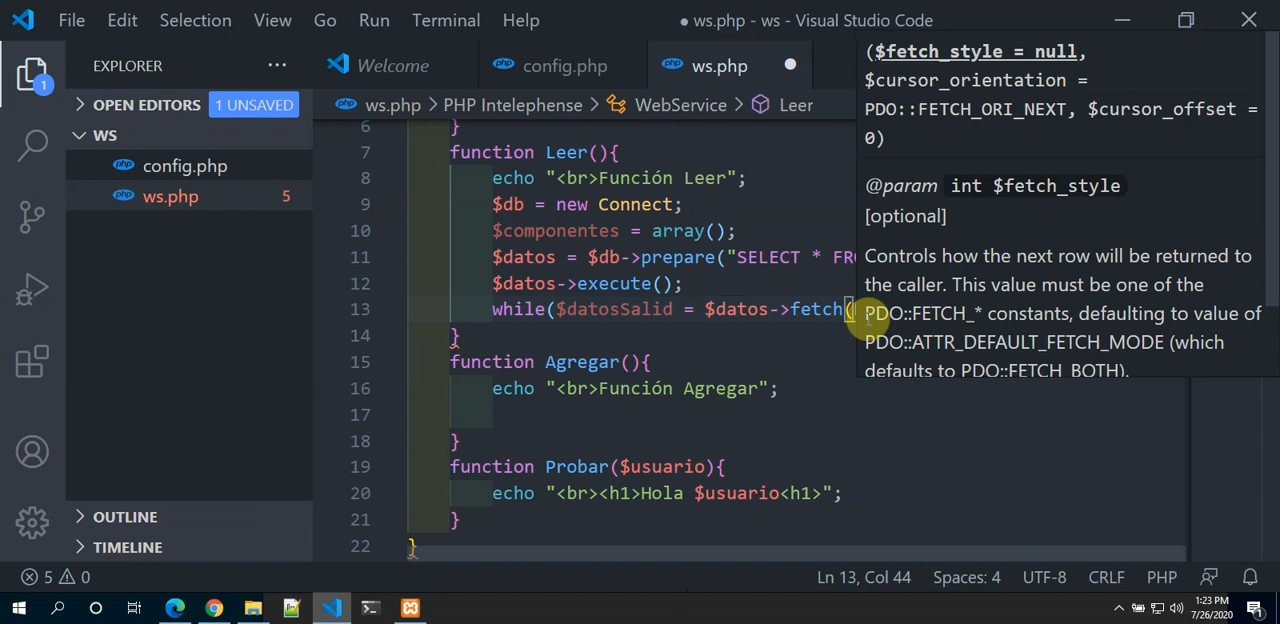 File Edit Selection View Go Run Terminal Help ● ws.php - ws - Visual Studio Code
EXPLORER ···
Welcome config.php ws.php ●
OPEN EDITORS 1 UNSAVED
ws.php > PHP Intelephense > WebService > Leer
WS
config.php
ws.php 5
OUTLINE
TIMELINE
1
6 }
7 function Leer(){
8 echo "<br>Función Leer";
9 $db = new Connect;
10 $componentes = array();
11 $datos = $db->prepare("SELECT * FRO
12 $datos->execute();
13 while($datosSalid = $datos->fetch(
14 }
15 function Agregar(){
16 echo "<br>Función Agregar";
17
18 }
19 function Probar($usuario){
20 echo "<br><h1>Hola $usuario<h1>";
21 }
22 }
($fetch_style = null,
$cursor_orientation =
PDO::FETCH_ORI_NEXT, $cursor_offset =
0)
@param int $fetch_style
[optional]
Controls how the next row will be returned to
the caller. This value must be one of the
PDO::FETCH_* constants, defaulting to value of
PDO::ATTR_DEFAULT_FETCH_MODE (which
defaults to PDO::FETCH_BOTH).
5 0 Ln 13, Col 44 Spaces: 4 UTF-8 CRLF PHP
1:23 PM
7/26/2020
1